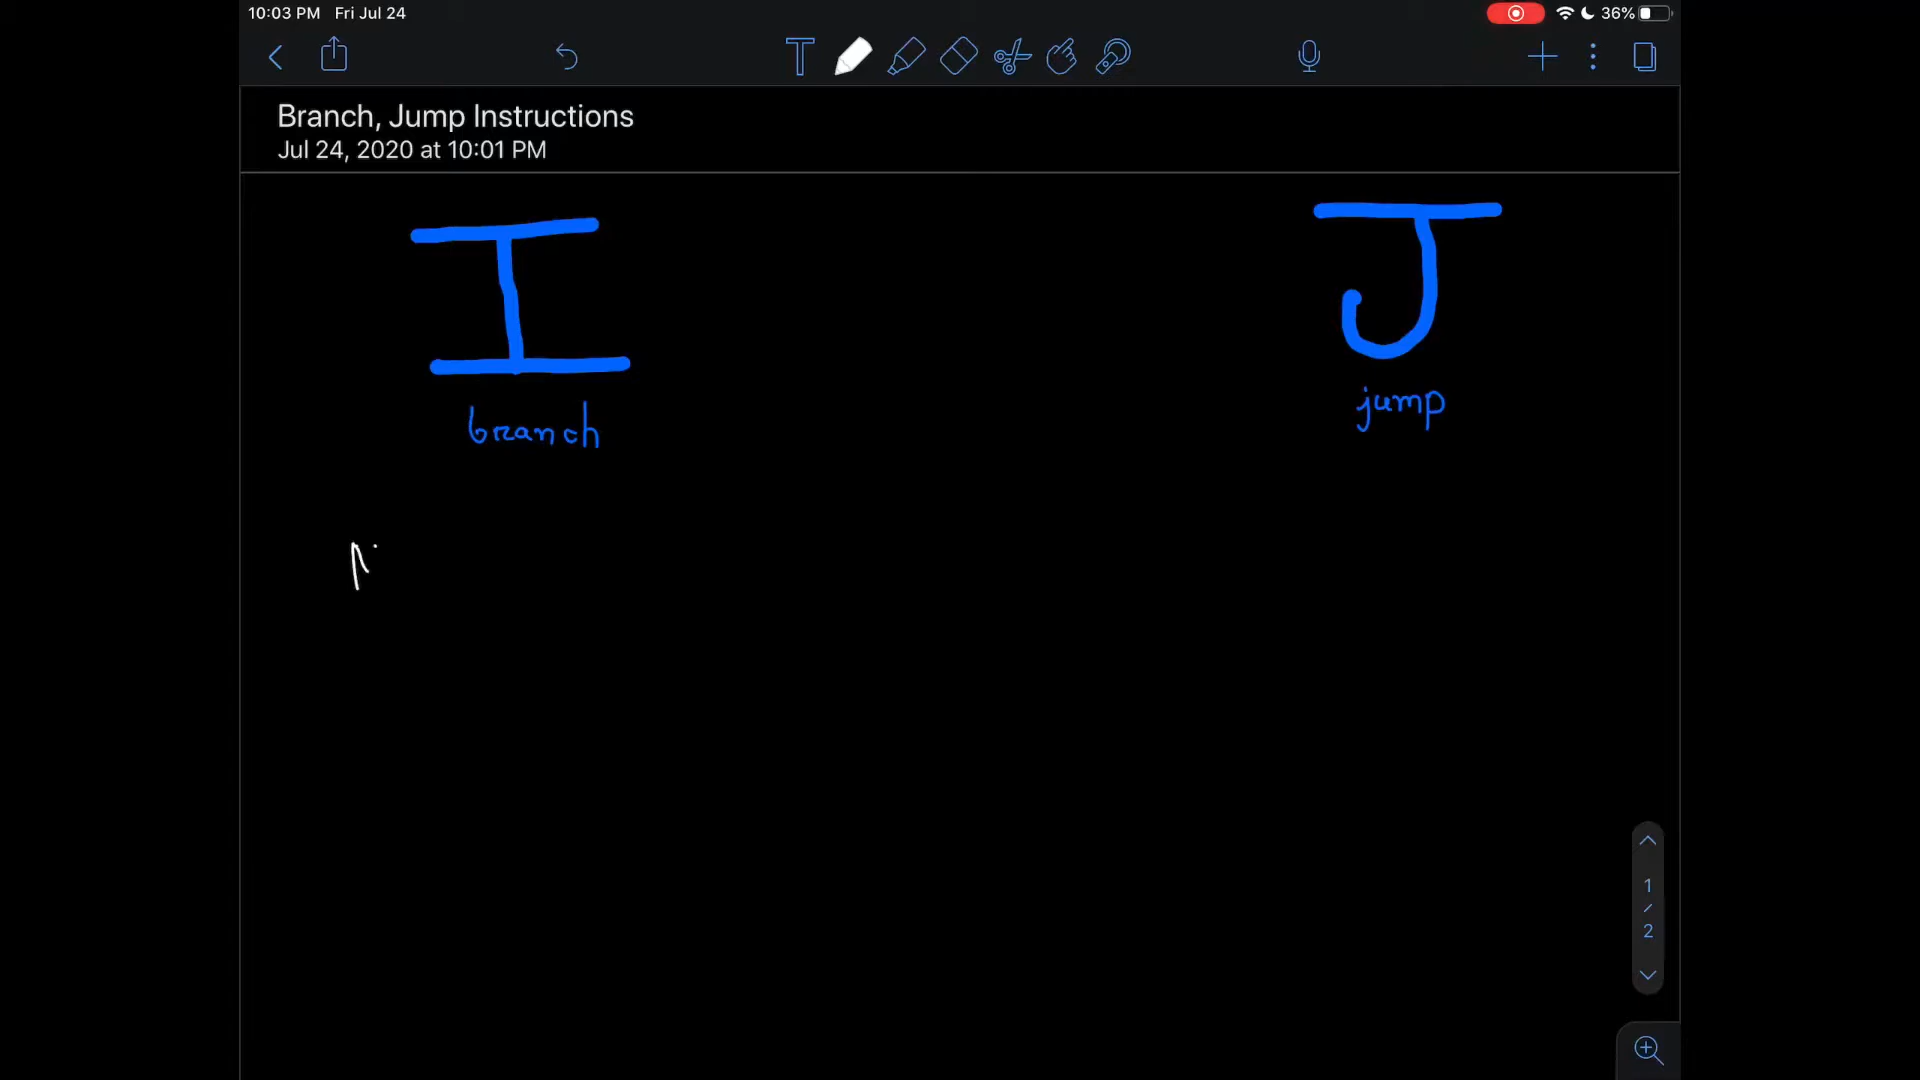 10:03 PM Fri Jul 24
36%
Branch, Jump Instructions
Jul 24, 2020 at 10:01 PM
I
J
branch
jump
1
/
2